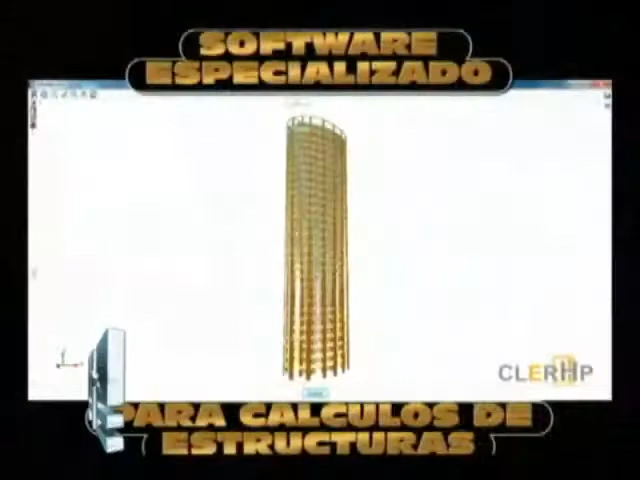 SOFTWARE
ESPECIALIZADO
CLERHP
PARA CALCULOS DE
ESTRUCTURAS